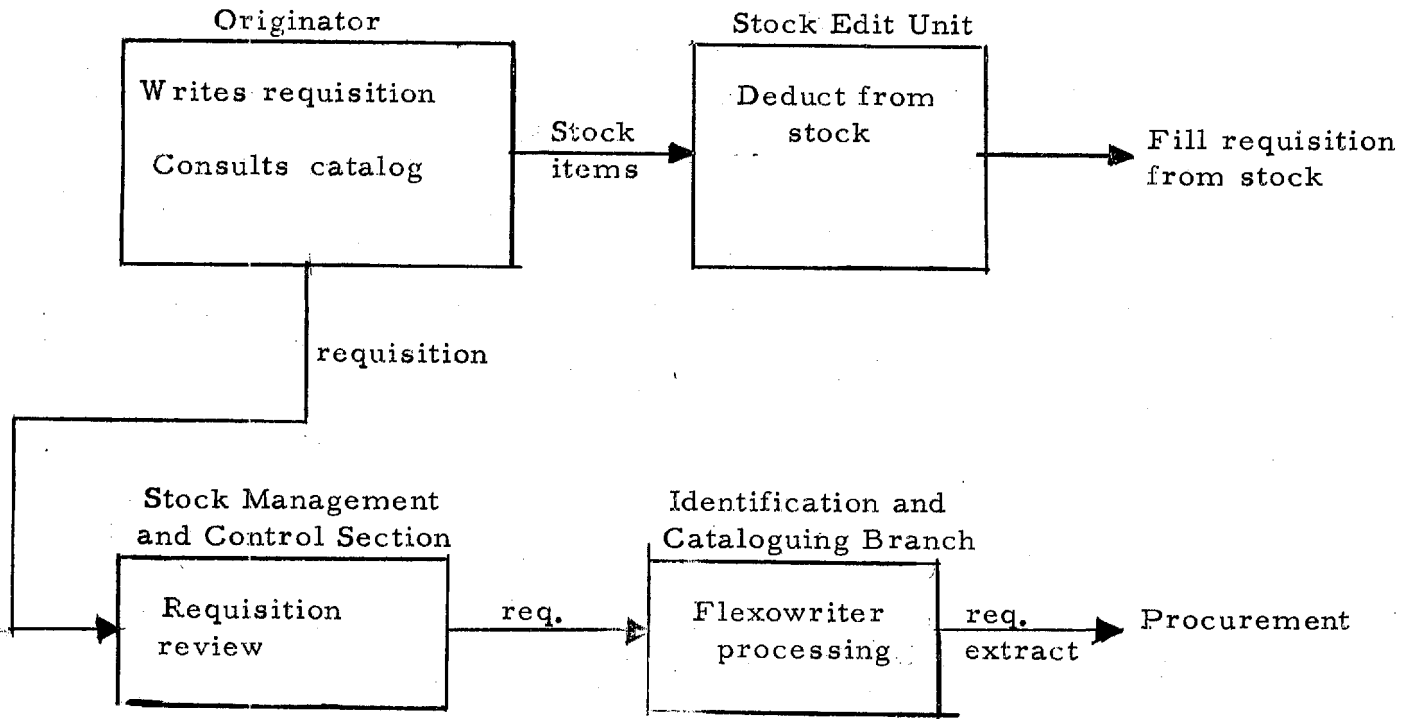 Originator
Writes requisition
Consults catalog
Stock
items
Stock Edit Unit
Deduct from
stock
Fill requisition
from stock
requisition
Stock Management
and Control Section
Requisition
review
req.
Identification and
Cataloguing Branch
Flexowriter
processing
req.
extract
Procurement